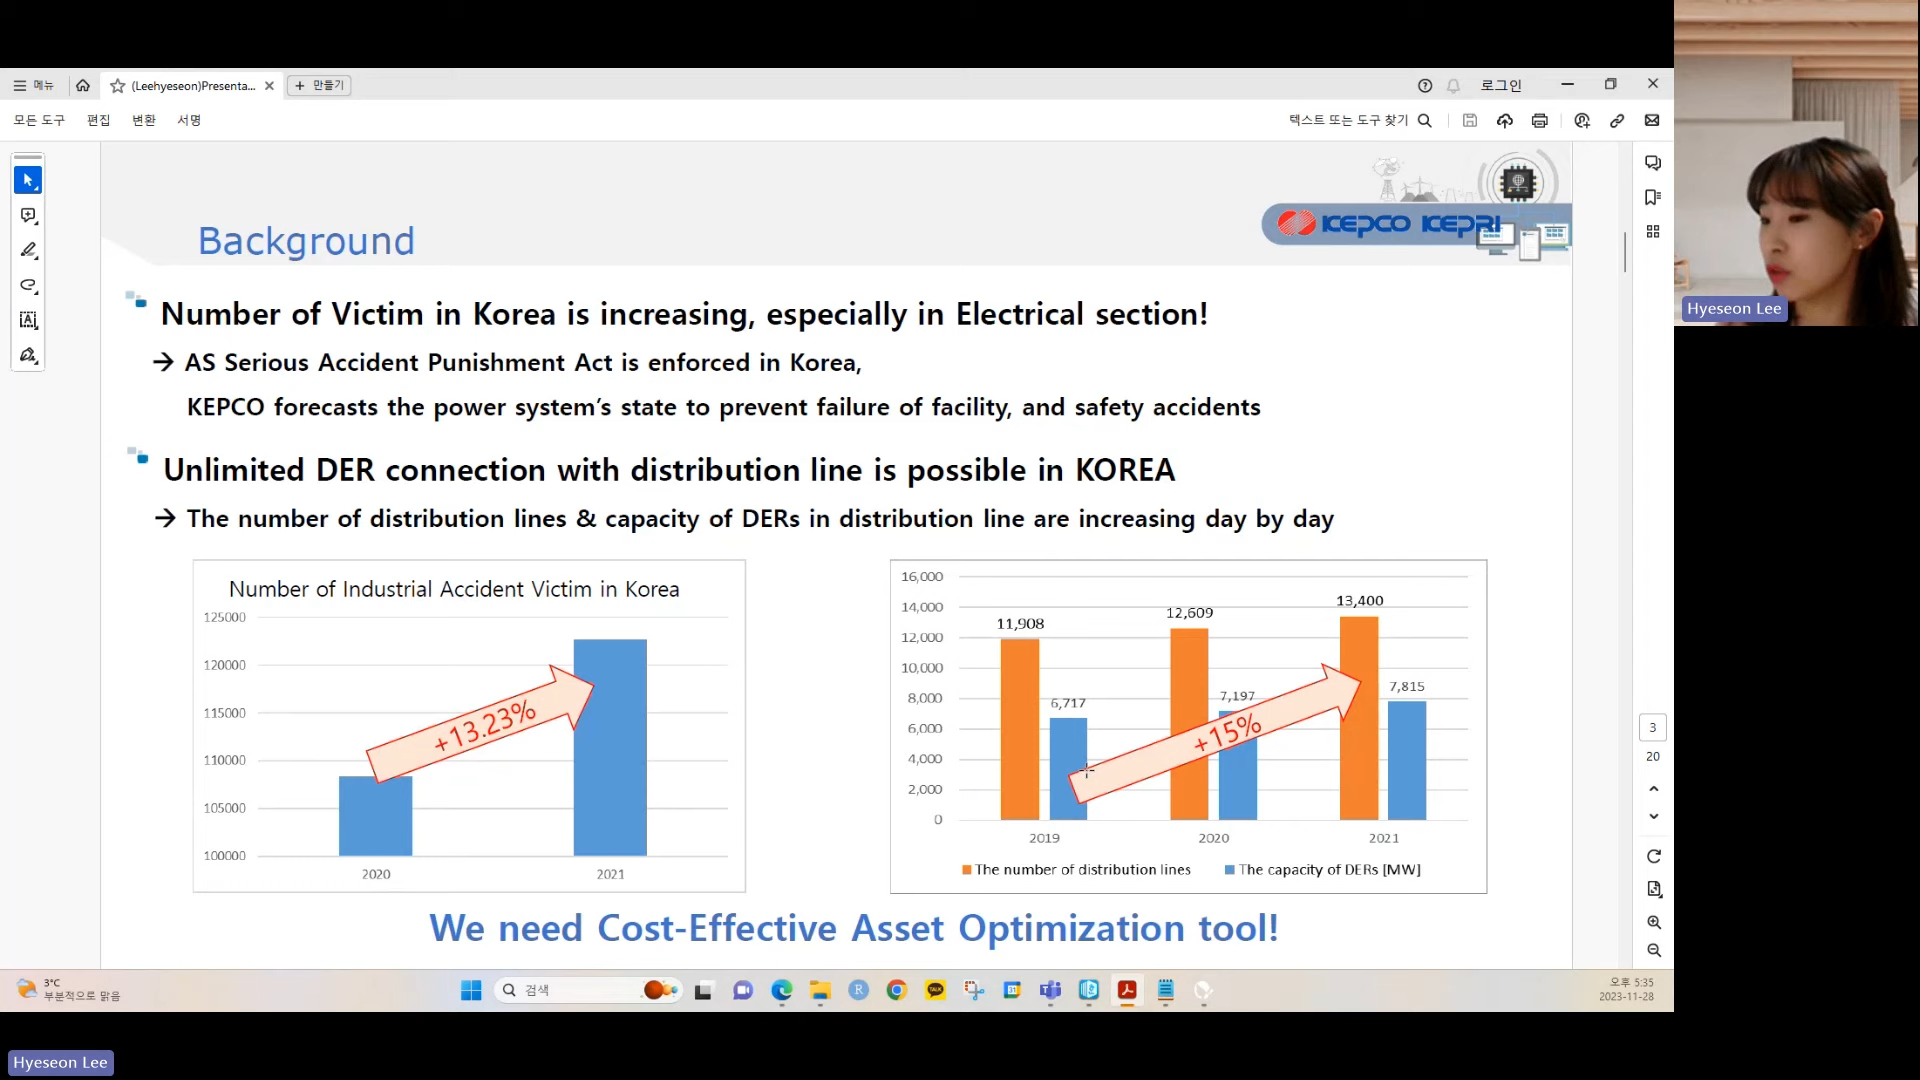 메뉴
(Leehyeseon)Presenta...
만들기
로그인
모든 도구
편집
변환
서명
텍스트 또는 도구 찾기
Background
KEPCO KEPRI
Number of Victim in Korea is increasing, especially in Electrical section!
→ AS Serious Accident Punishment Act is enforced in Korea,
KEPCO forecasts the power system's state to prevent failure of facility, and safety accidents
Unlimited DER connection with distribution line is possible in KOREA
→ The number of distribution lines & capacity of DERs in distribution line are increasing day by day
Number of Industrial Accident Victim in Korea
125000
120000
115000
110000
105000
100000
+13.23%
2020
2021
16,000
14,000
12,000
10,000
8,000
6,000
4,000
2,000
0
11,908
6,717
12,609
7,197
13,400
7,815
+15%
2019
2020
2021
The number of distribution lines
The capacity of DERs [MW]
We need Cost-Effective Asset Optimization tool!
3
20
3°C
부분적으로 맑음
검색
R
TALK
31
오후 5:35
2023-11-28
Hyeseon Lee
Hyeseon Lee